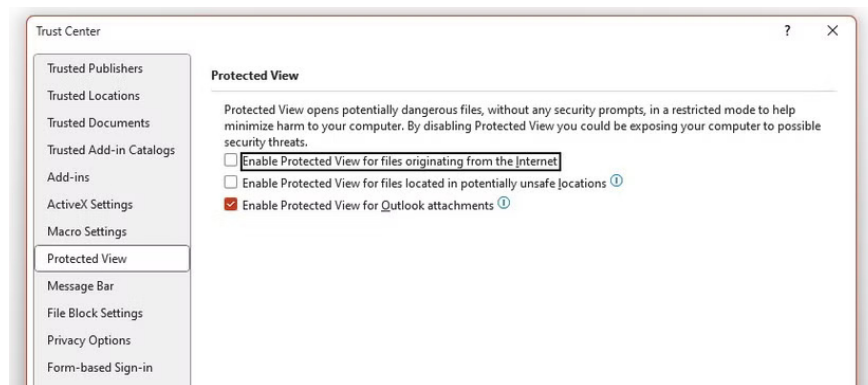 Trust Center
?
Trusted Publishers
Trusted Locations
Trusted Documents
Trusted Add-in Catalogs
Add-ins
ActiveX Settings
Macro Settings
Protected View
Message Bar
File Block Settings
Privacy Options
Form-based Sign-in
Protected View
Protected View opens potentially dangerous files, without any security prompts, in a restricted mode to help
minimize harm to your computer. By disabling Protected View you could be exposing your computer to possible
security threats.
Enable Protected View for files originating from the Internet
Enable Protected View for files located in potentially unsafe locations
Enable Protected View for Outlook attachments